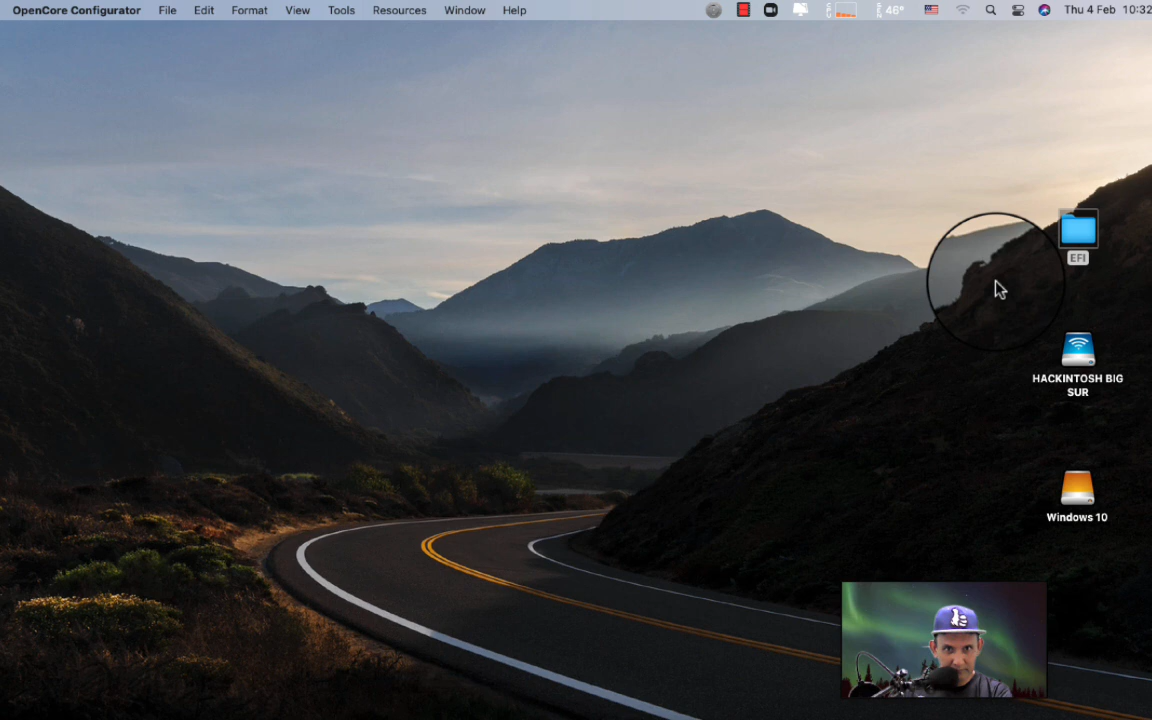 OpenCore Configurator File Edit Format View Tools Resources Window Help 46° Thu 4 Feb 10:32
EFI
HACKINTOSH BIG
SUR
Windows 10